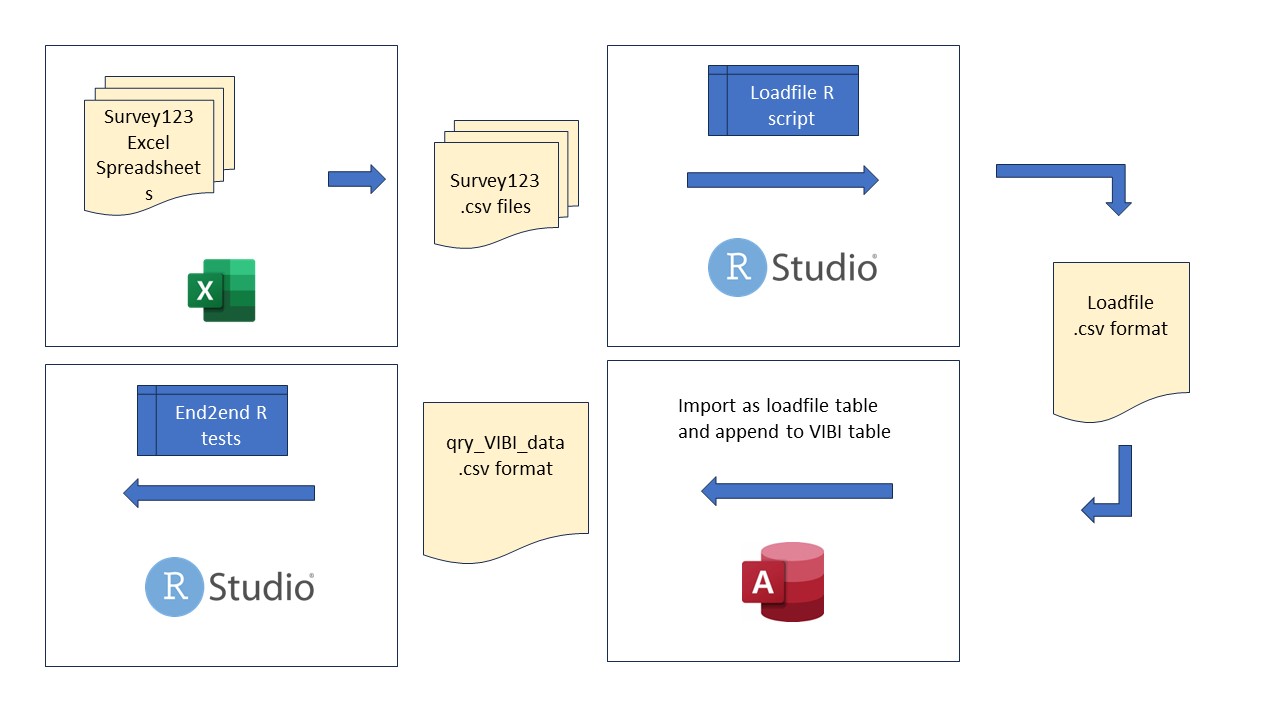 Survey123
Excel
Spreadsheet
s
X
Survey123
.csv files
Loadfile R
script
R Studio®
Loadfile
.csv format
Import as loadfile table
and append to VIBI table
A
qry_VIBI_data
.csv format
End2end R
tests
R Studio®